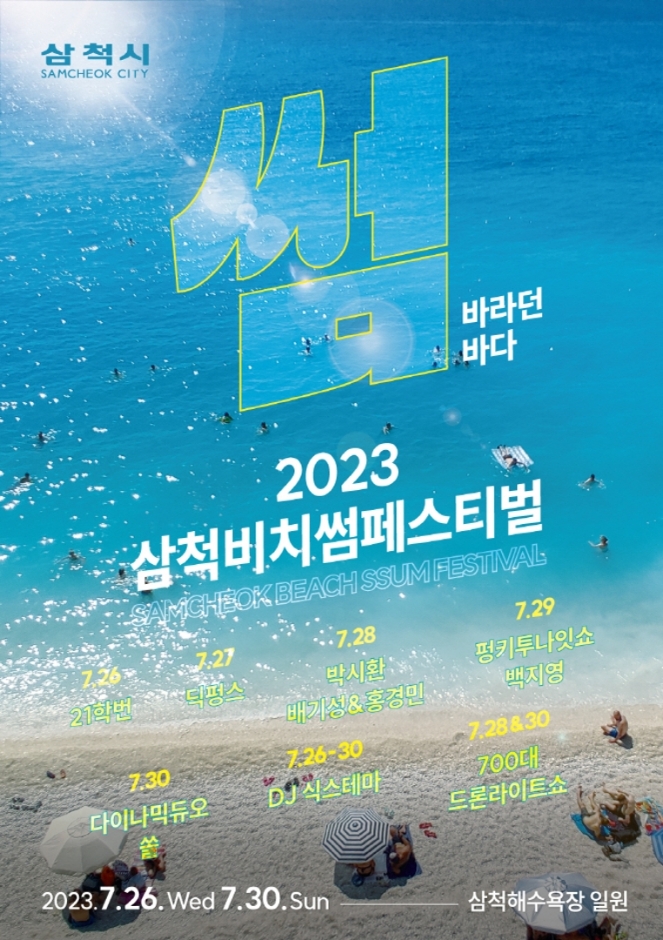 삼척시
SAMCHEOK CITY
썸
바라던
바다
2023
삼척비치썸페스티벌
SAMCHEOK BEACH SSUM FESTIVAL
7.26
21학번
7.27
딕펑스
7.28
박시환
배기성&홍경민
7.29
펑키투나잇쇼
백지영
7.30
다이나믹듀오
쏠
7.26-30
DJ 식스테마
7.28&30
700대
드론라이트쇼
2023.7.26.Wed 7.30.Sun
삼척해수욕장 일원